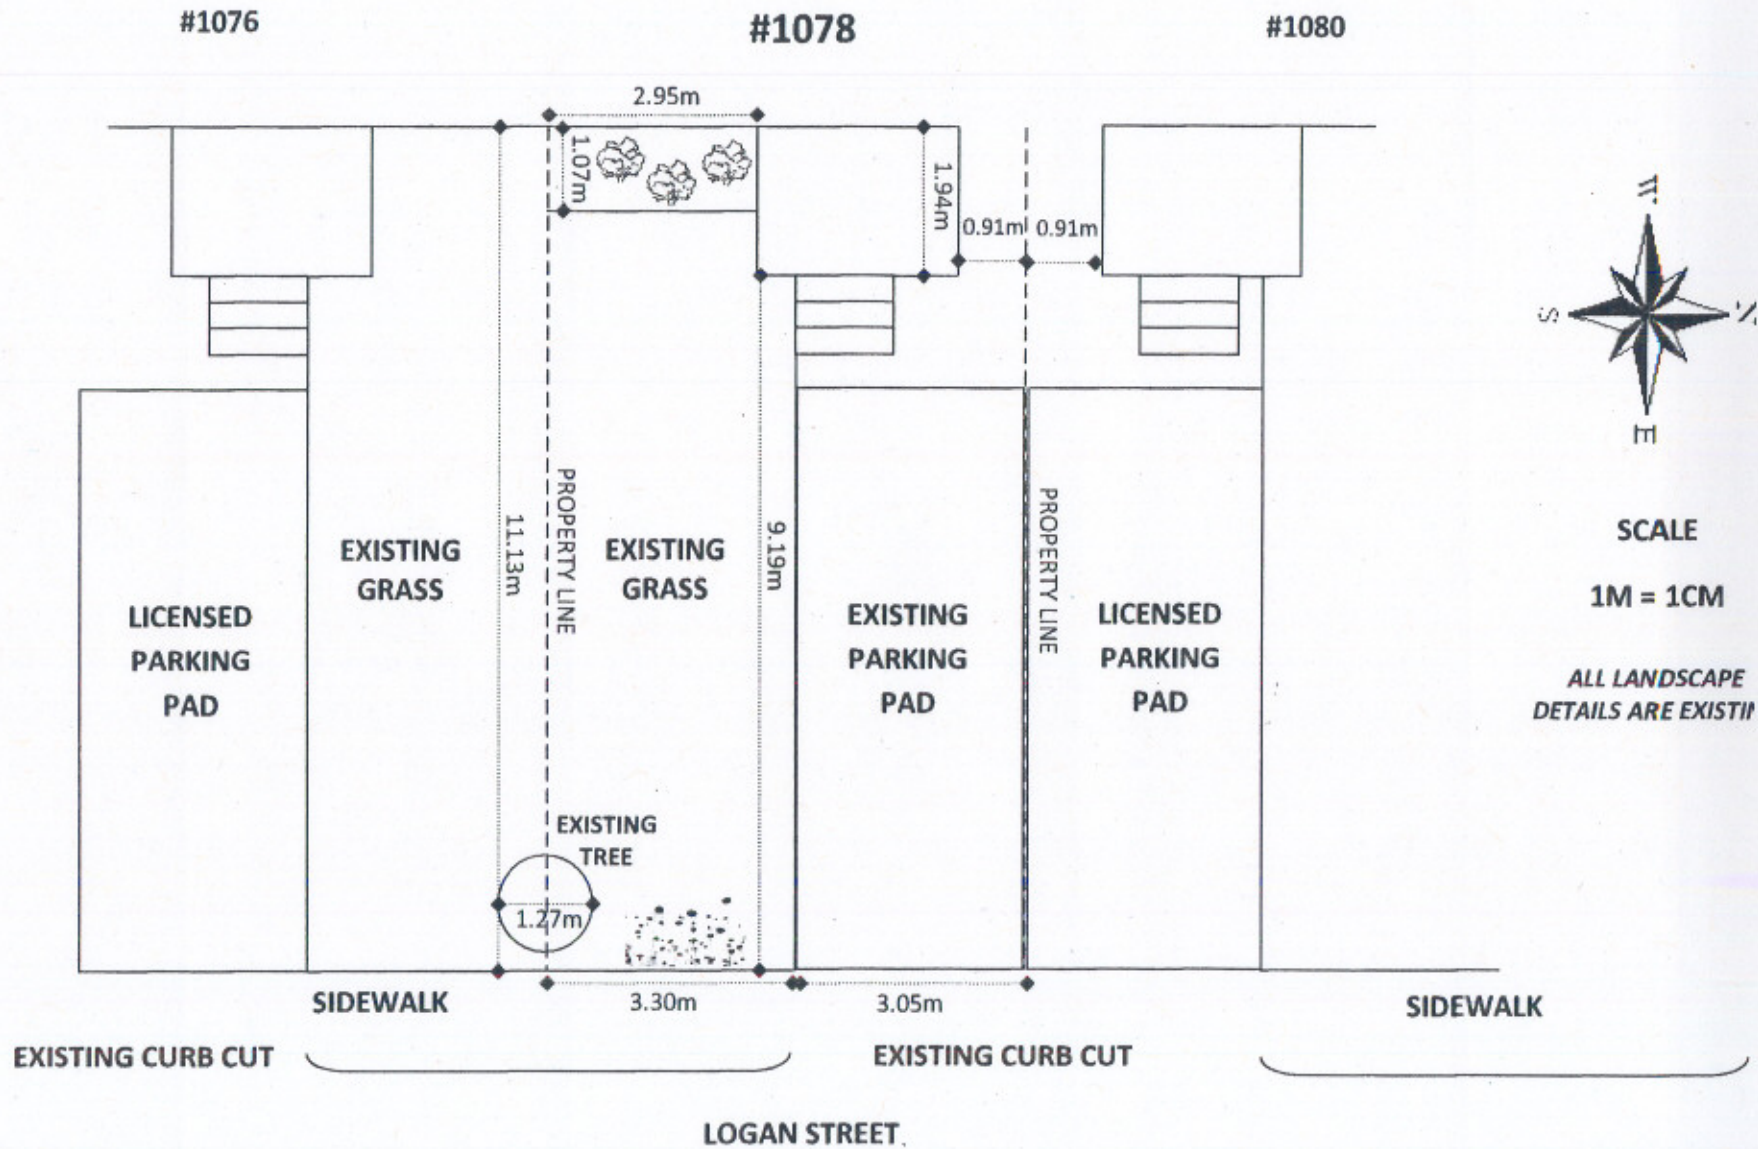 #1076
#1078
#1080
2.95m
1.07m
1.94m
0.91m
0.91m
W
S
E
PROPERTY LINE
11.13m
9.19m
PROPERTY LINE
EXISTING
GRASS
EXISTING
GRASS
SCALE
1M = 1CM
LICENSED
PARKING
PAD
EXISTING
PARKING
PAD
LICENSED
PARKING
PAD
ALL LANDSCAPE
DETAILS ARE
EXISTING
TREE
1.27m
3.30m
3.05m
SIDEWALK
SIDEWALK
EXISTING CURB CUT
EXISTING CURB CUT
LOGAN STREET